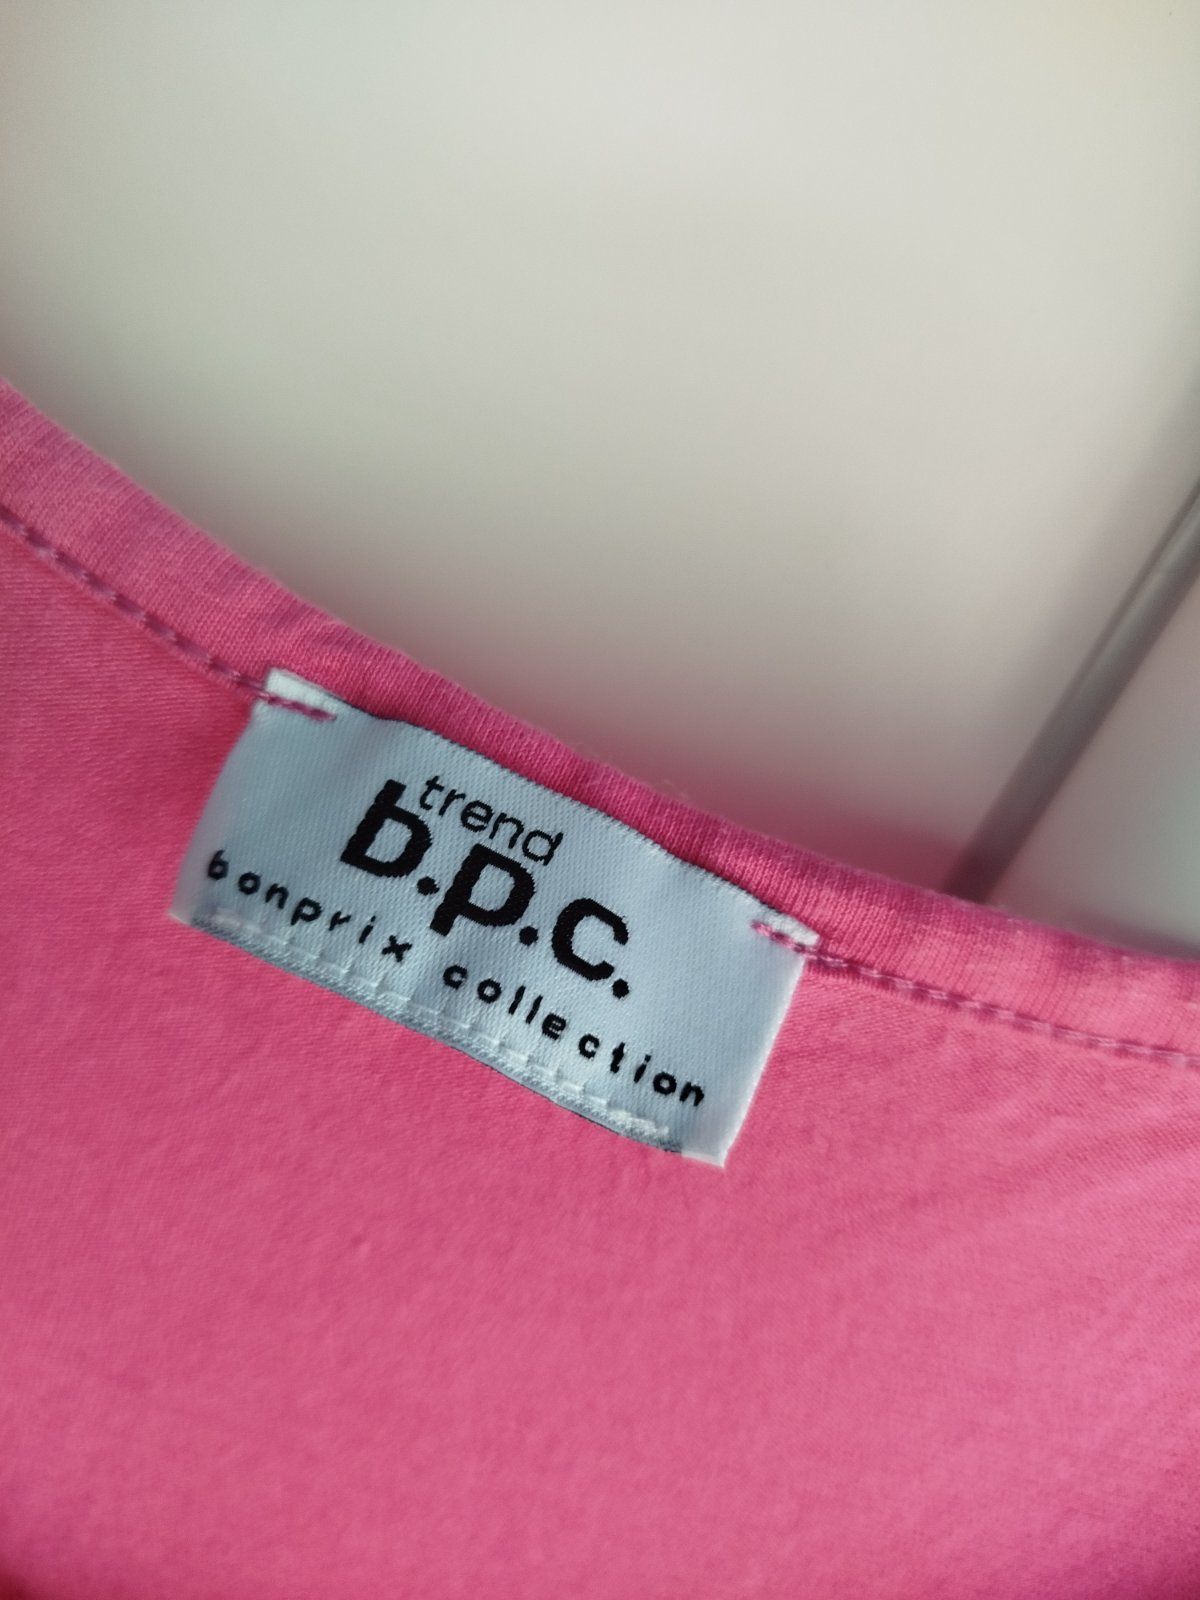 trend
b.p.c.
bonprix collection